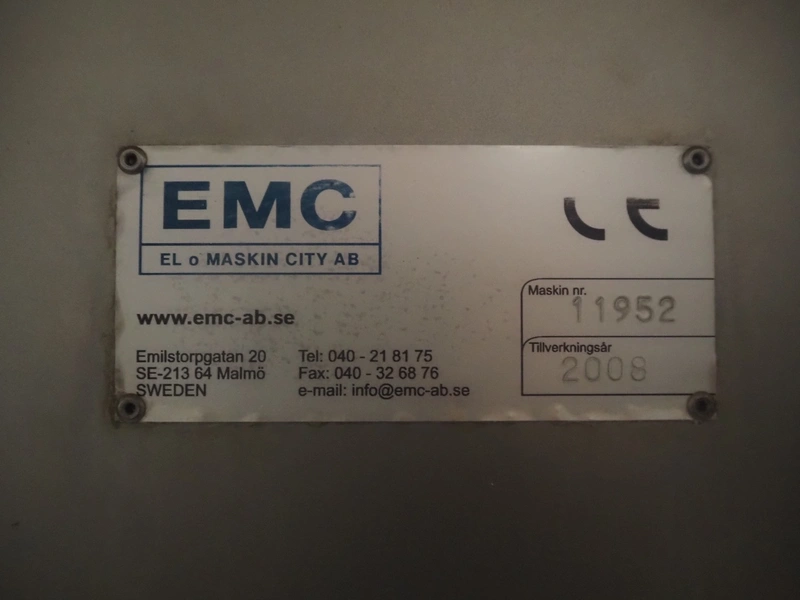 EMC
EL o MASKIN CITY AB
CE
www.emc-ab.se
Emilstorpgatan 20 Tel: 040 - 21 81 75
SE-213 64 Malmö Fax: 040 - 32 68 76
SWEDEN e-mail: info@emc-ab.se
Maskin nr. 11952
Tillverkningsår 2008